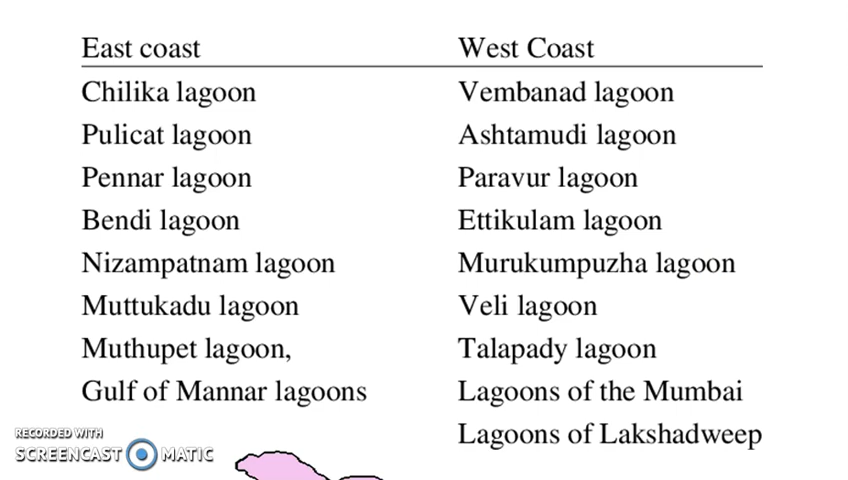 East coast West Coast
Chilika lagoon Vembanad lagoon
Pulicat lagoon Ashtamudi lagoon
Pennar lagoon Paravur lagoon
Bendi lagoon Ettikulam lagoon
Nizampatnam lagoon Murukumpuzha lagoon
Muttukadu lagoon Veli lagoon
Muthupet lagoon, Talapady lagoon
Gulf of Mannar lagoons Lagoons of the Mumbai
Lagoons of Lakshadweep
RECORDED WITH
SCREENCAST MATIC